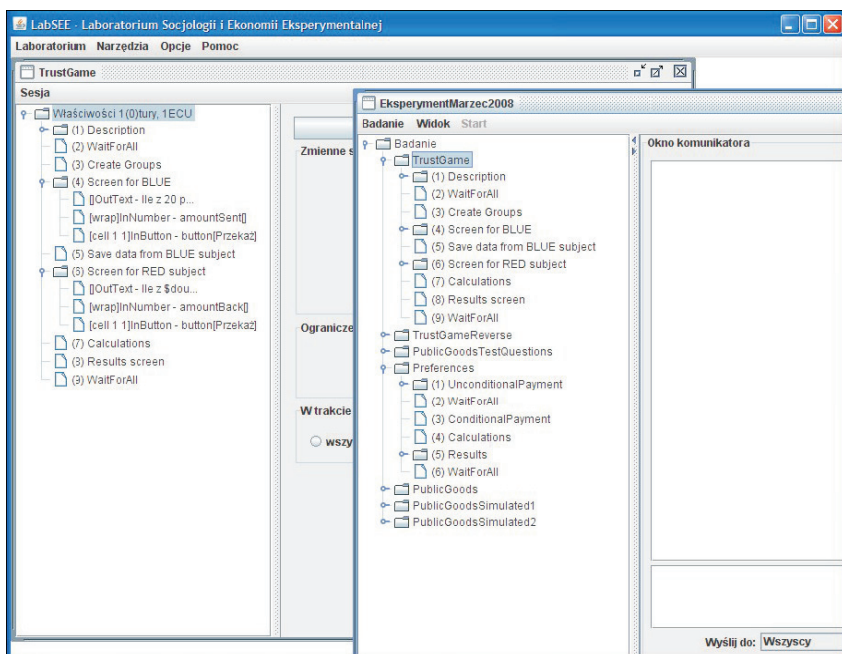 LabSEE - Laboratorium Socjologii i Ekonomii Eksperymentalnej
Laboratorium Narzędzia Opcje Pomoc
TrustGame
Sesja
Właściwości 1(0)tury, 1ECU
(1) Description
(2) WaitForAll
(3) Create Groups
(4) Screen for BLUE
[]OutText - Ile z 20 p...
[wrap]InNumber - amountSent[]
[cell 1 1]InButton - button[Przekaż]
(5) Save data from BLUE subject
(6) Screen for RED subject
[]OutText - Ile z $dou...
[wrap]InNumber - amountBack[]
[cell 1 1]InButton - button[Przekaż]
(7) Calculations
(3) Results screen
(9) WaitForAll
Zmienne s
Ogranicze
W trakcie
wszy
EksperymentMarzec2008
Badanie Widok Start
Badanie
TrustGame
(1) Description
(2) WaitForAll
(3) Create Groups
(4) Screen for BLUE
(5) Save data from BLUE subject
(6) Screen for RED subject
(7) Calculations
(8) Results screen
(9) WaitForAll
TrustGameReverse
PublicGoodsTestQuestions
Preferences
(1) UnconditionalPayment
(2) WaitForAll
(3) ConditionalPayment
(4) Calculations
(5) Results
(6) WaitForAll
PublicGoods
PublicGoodsSimulated1
PublicGoodsSimulated2
Okno komunikatora
Wyślij do: Wszyscy